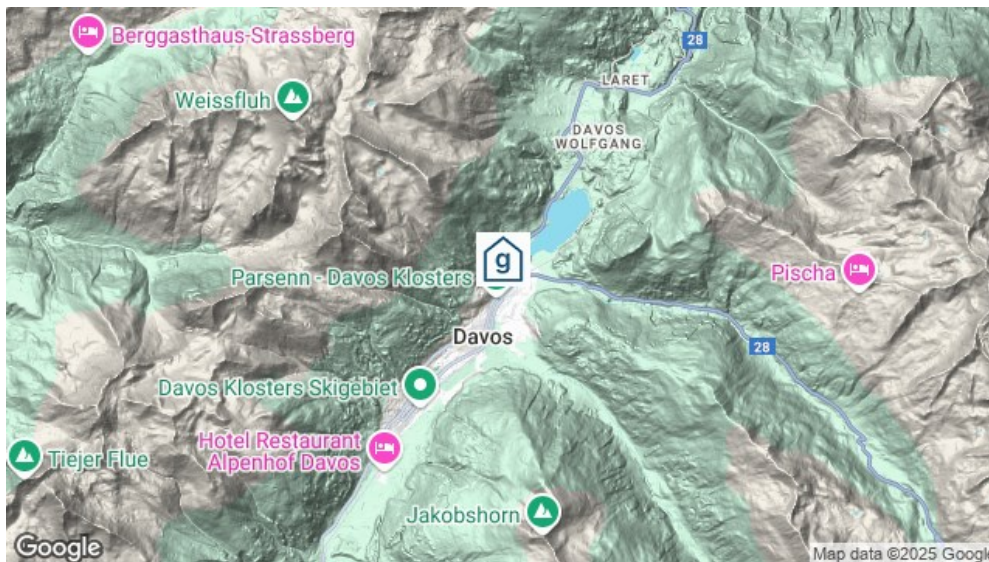 28
Berggasthaus-Strassberg
LARET
Weissfluh
DAVOS
WOLFGANG
g
Parsenn - Davos Klosters
Pischa
Davos
28
Davos Klosters Skigebiet
Hotel Restaurant
Alpenhof Davos
Tiejer Flue
Jakobshorn
Google
Map data ©2025 Google